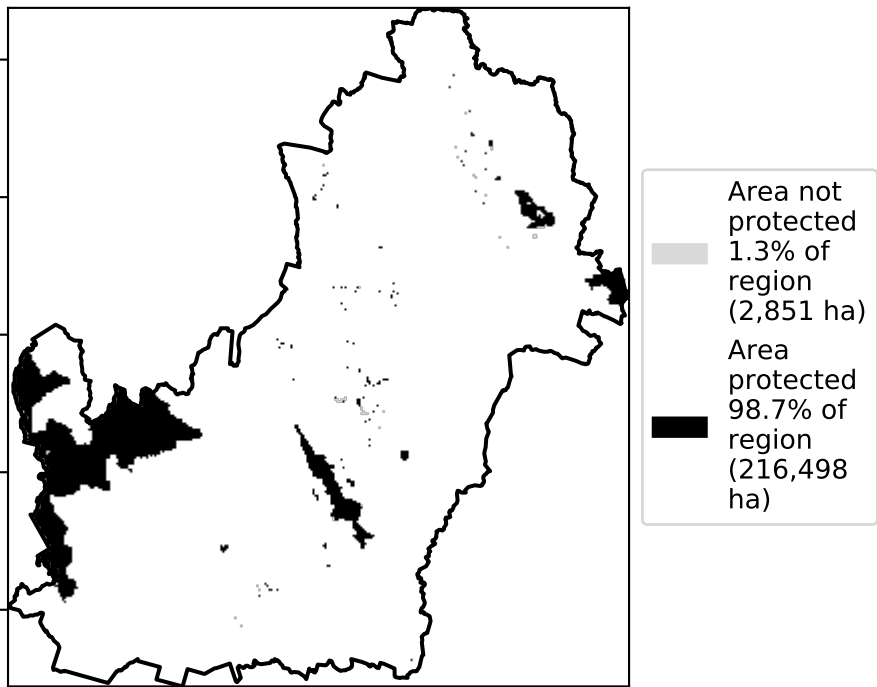 Area not
protected
1.3% of
region
(2,851 ha)
Area
protected
98.7% of
region
(216,498
ha)